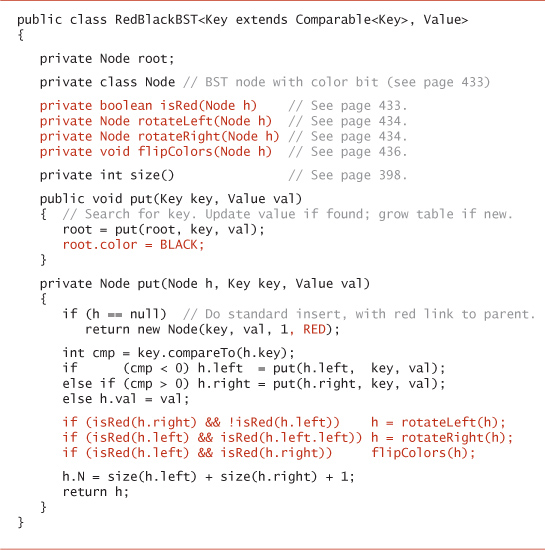 public class RedBlackBST<Key extends Comparable<Key>, Value>
{
private Node root;
private class Node // BST node with color bit (see page 433)
private boolean isRed(Node h) // See page 433.
private Node rotateLeft(Node h) // See page 434.
private Node rotateRight(Node h) // See page 434.
private void flipColors(Node h) // See page 436.
private int size() // See page 398.
public void put(Key key, Value val)
{ // Search for key. Update value if found; grow table if new.
root = put(root, key, val);
root.color = BLACK;
}
private Node put(Node h, Key key, Value val)
{
if (h == null) // Do standard insert, with red link to parent.
return new Node(key, val, 1, RED);
int cmp = key.compareTo(h.key);
if (cmp < 0) h.left = put(h.left, key, val);
else if (cmp > 0) h.right = put(h.right, key, val);
else h.val = val;
if (isRed(h.right) && !isRed(h.left)) h = rotateLeft(h);
if (isRed(h.left) && isRed(h.left.left)) h = rotateRight(h);
if (isRed(h.left) && isRed(h.right)) flipColors(h);
h.N = size(h.left) + size(h.right) + 1;
return h;
}
}